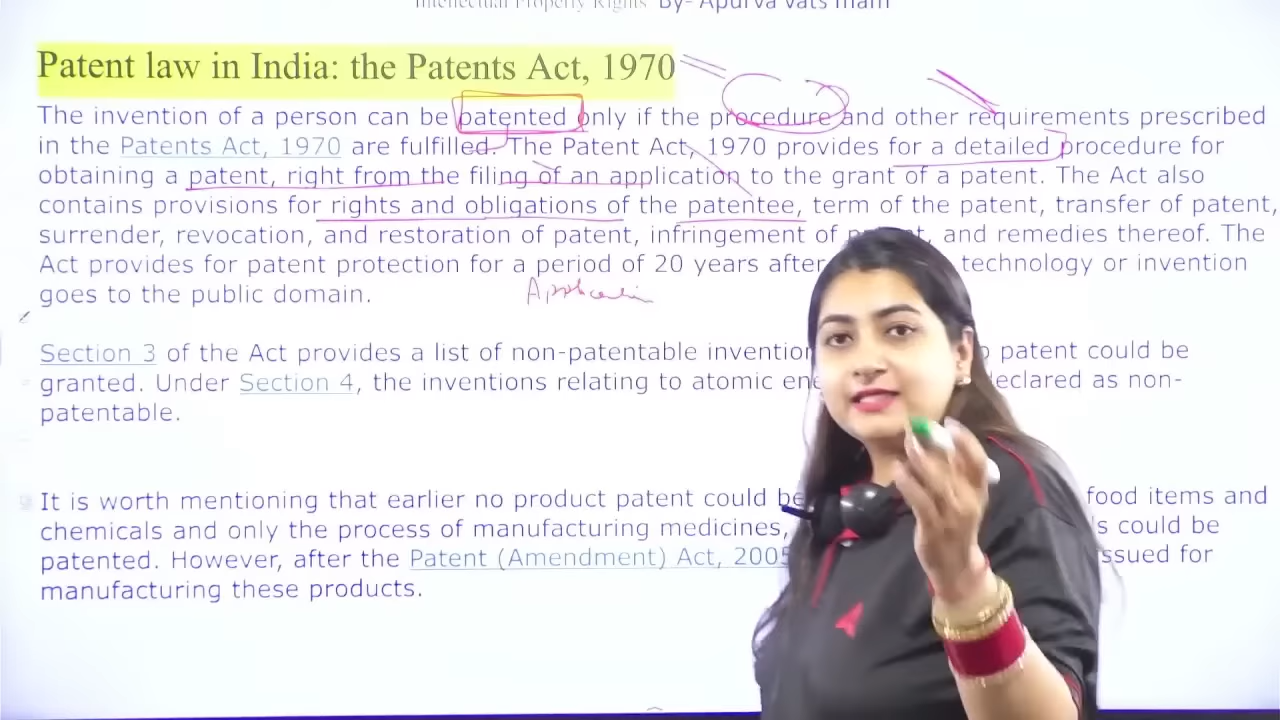 Intellectual Property Rights By- Apurva Vats mam
Patent law in India: the Patents Act, 1970
The invention of a person can be patented only if the procedure and other requirements prescribed
in the Patents Act, 1970 are fulfilled. The Patent Act, 1970 provides for a detailed procedure for
obtaining a patent, right from the filing of an application to the grant of a patent. The Act also
contains provisions for rights and obligations of the patentee, term of the patent, transfer of patent,
surrender, revocation, and restoration of patent, infringement of and remedies thereof. The
Act provides for patent protection for a period of 20 years after technology or invention
goes to the public domain.
Application
Section 3 of the Act provides a list of non-patentable patent could be
granted. Under Section 4, the inventions relating to atomic declared as non-
patentable.
It is worth mentioning that earlier no product patent could be food items and
chemicals and only the process of manufacturing medicines, could be
patented. However, after the Patent (Amendment) Act, 2005 issued for
manufacturing these products.